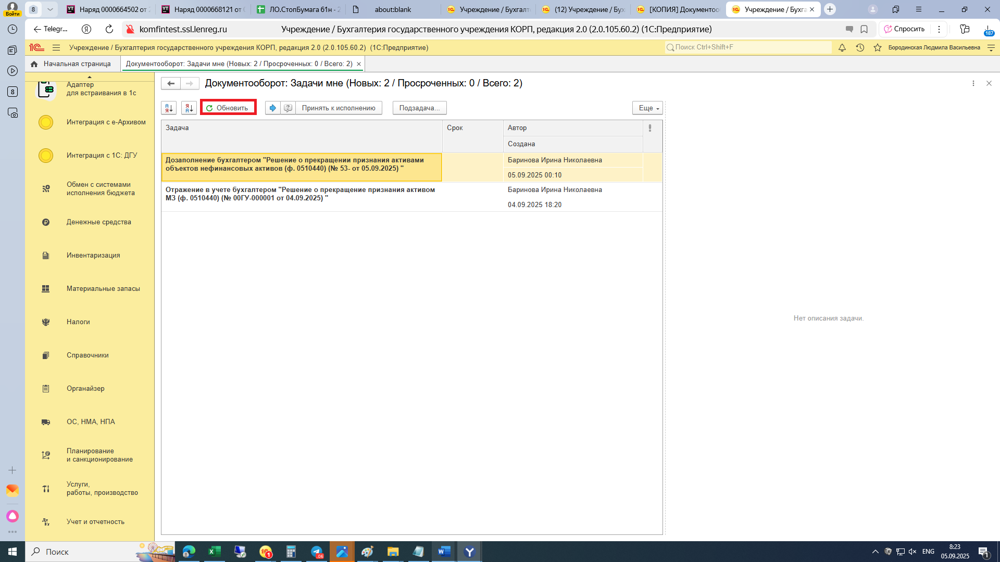 Войти
8
Наряд 0000664502 от 2
Наряд 0000668121 от 0
ЛО.СтопБумага 61н - 2
about:blank
Учреждение / Бухгалт
(12) Учреждение / Бух
[КОПИЯ] Документоо
Учреждение / Бухга
Telegr...
komfintest.ssl.lenreg.ru
Учреждение / Бухгалтерия государственного учреждения КОРП, редакция 2.0 (2.0.105.60.2) (1С:Предприятие)
Спросить
187
Учреждение / Бухгалтерия государственного учреждения КОРП, редакция 2.0 (2.0.105.60.2) (1С:Предприятие)
Поиск Ctrl+Shift+F
Бородинская Людмила Васильевна
Начальная страница
Документооборот: Задачи мне (Новых: 2 / Просроченных: 0 / Всего: 2)
8
Адаптер
для встраивания в 1с
Интеграция с е-Архивом
Интеграция с 1С: ДГУ
Обмен с системами
исполнения бюджета
Денежные средства
Инвентаризация
Материальные запасы
Налоги
Справочники
Органайзер
ОС, НМА, НПА
Планирование
и санкционирование
Услуги,
работы, производство
Учет и отчетность
Документооборот: Задачи мне (Новых: 2 / Просроченных: 0 / Всего: 2)
Обновить
Принять к исполнению
Подзадача...
Еще
Задача
Срок
Автор
Создана
Дозаполнение бухгалтером "Решение о прекращении признания активами
объектов нефинансовых активов (ф. 0510440) (№ 53- от 05.09.2025) "
Баринова Ирина Николаевна
05.09.2025 00:10
Отражение в учете бухгалтером "Решение о прекращение признания активом
МЗ (ф. 0510440) (№ 00ГУ-000001 от 04.09.2025) "
Баринова Ирина Николаевна
04.09.2025 18:20
Нет описания задачи.
Поиск
1
.06
ENG
8:23
05.09.2025
1